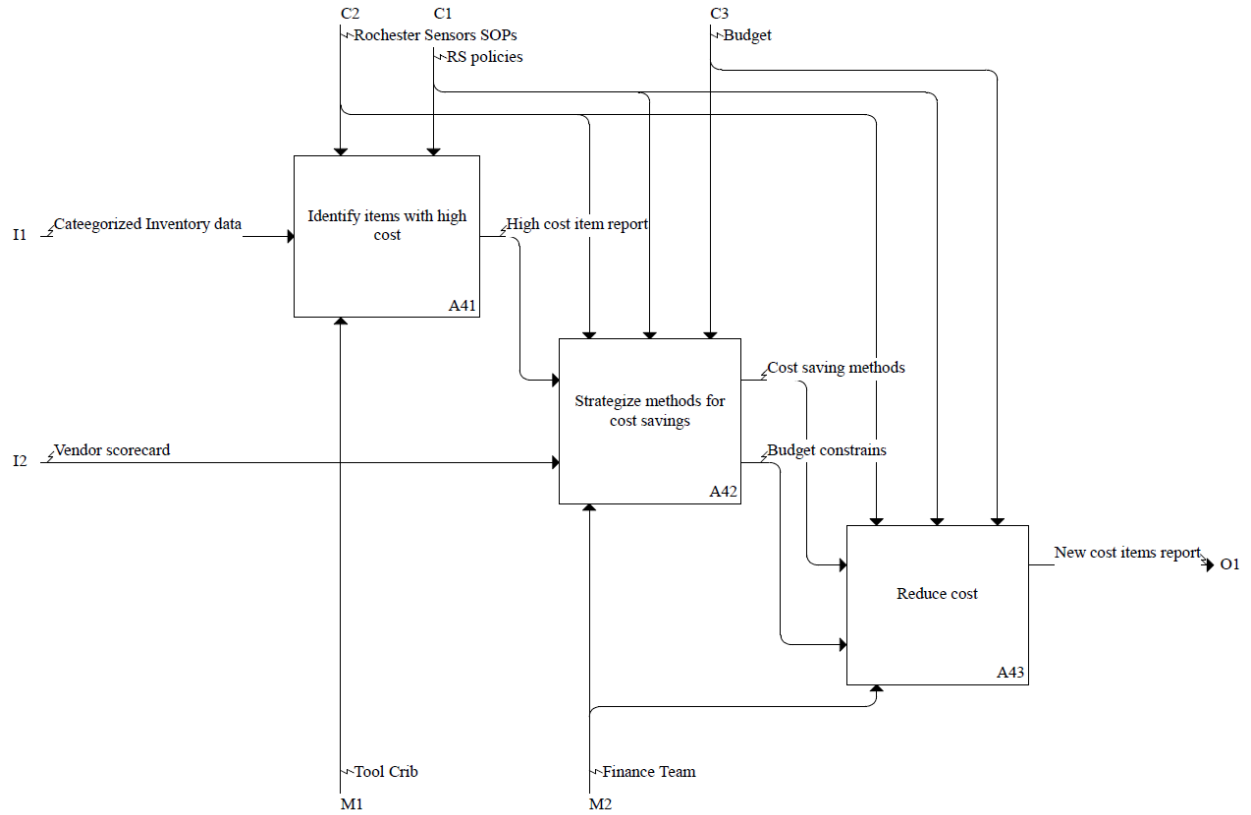 C2
C1
C3
Rochester Sensors SOPs
Budget
RS policies
I1
Cateegorized Inventory data
Identify items with high
cost
A41
High cost item report
Cost saving methods
Strategize methods for
cost savings
A42
I2
Vendor scorecard
Budget constrains
New cost items report
O1
Reduce cost
A43
Tool Crib
Finance Team
M1
M2